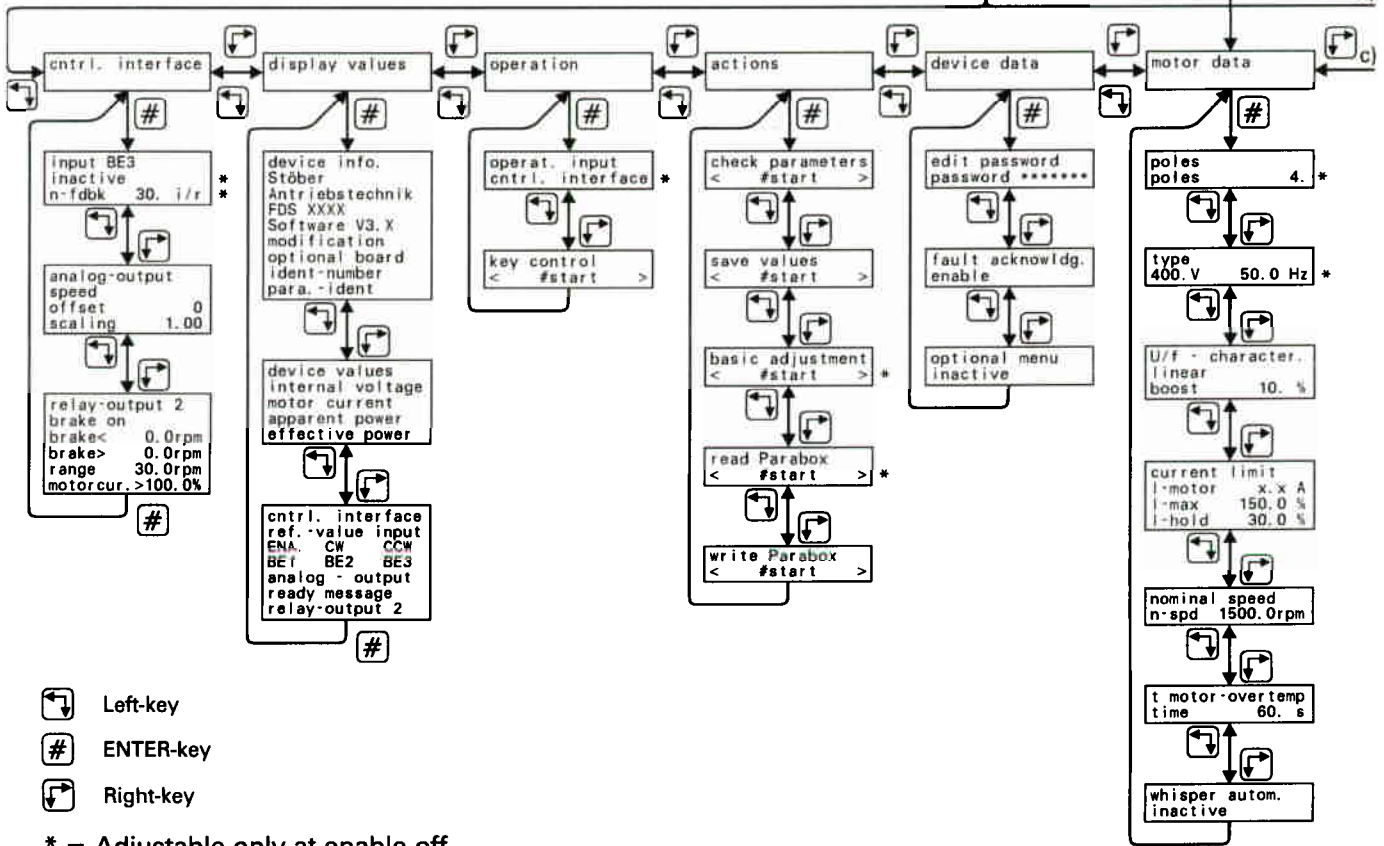 cntrl. interface
display values
operation
actions
device data
motor data
c)
#
#
#
#
#
#
input BE3
inactive *
n-fdbk 30. i/r *
analog-output
speed
offset 0
scaling 1.00
relay-output 2
brake on
brake< 0.0rpm
brake> 0.0rpm
range 30.0rpm
motorcur.>100.0%
#
device info.
Stöber
Antriebstechnik
FDS XXXX
Software V3.X
modification
optional board
ident-number
para.-ident
device values
internal voltage
motor current
apparent power
effective power
cntrl. interface
ref.-value input
ENA. CW CCW
BE1 BE2 BE3
analog - output
ready message
relay-output 2
#
operat. input
cntrl. interface *
key control
< #start >
check parameters
< #start >
save values
< #start >
basic adjustment
< #start > *
read Parabox
< #start > *
write Parabox
< #start >
edit password
password *******
fault acknowldg.
enable
optional menu
inactive
poles
poles 4. *
type
400.V 50.0 Hz *
U/f - character.
linear
boost 10. %
current limit
I-motor x.x A
I-max 150.0 %
I-hold 30.0 %
nominal speed
n-spd 1500.0rpm
t motor-overtemp
time 60. s
whisper autom.
inactive
Left-key
# ENTER-key
Right-key
* = Adjustable only at enable off